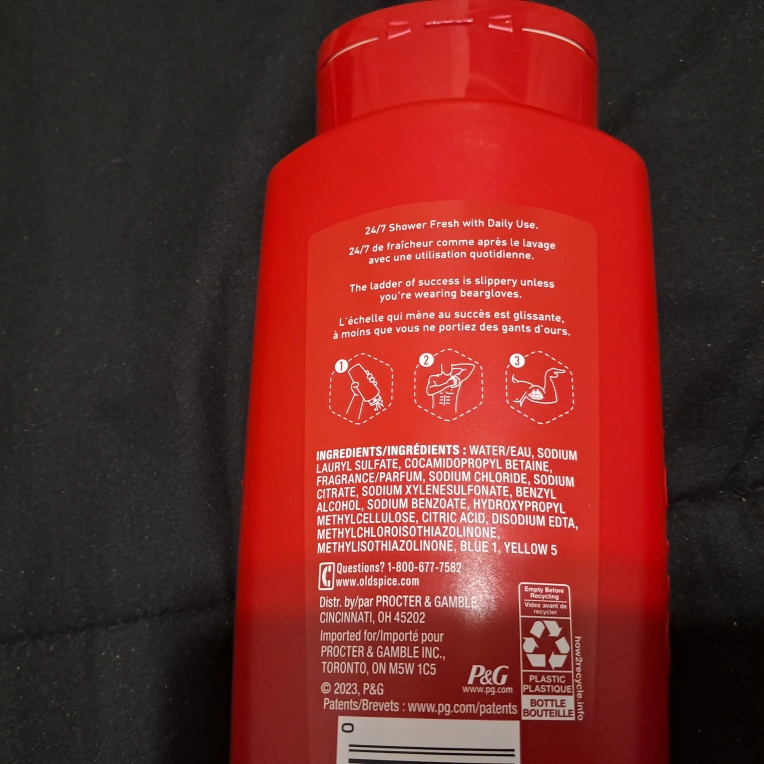 24/7 Shower Fresh with Daily Use.
24/7 de fraîcheur comme après le lavage
avec une utilisation quotidienne.
The ladder of success is slippery unless
you're wearing beargloves.
L'échelle qui mène au succès est glissante,
à moins que vous ne portiez des gants d'ours.
1 2 3
INGREDIENTS/INGRÉDIENTS : WATER/EAU, SODIUM
LAURYL SULFATE, COCAMIDOPROPYL BETAINE,
FRAGRANCE/PARFUM, SODIUM CHLORIDE, SODIUM
CITRATE, SODIUM XYLENESULFONATE, BENZYL
ALCOHOL, SODIUM BENZOATE, HYDROXYPROPYL
METHYLCELLULOSE, CITRIC ACID, DISODIUM EDTA,
METHYLCHLOROISOTHIAZOLINONE,
METHYLISOTHIAZOLINONE, BLUE 1, YELLOW 5
Questions? 1-800-677-7582
www.oldspice.com
Distr. by/par PROCTER & GAMBLE
CINCINNATI, OH 45202
Imported for/Importé pour
PROCTER & GAMBLE INC.,
TORONTO, ON M5W 1C5
© 2023, P&G
Patents/Brevets : www.pg.com/patents
P&G
www.pg.com
Empty Before
Recycling
Videz avant de
recycler
PLASTIC
PLASTIQUE
BOTTLE
BOUTEILLE
how2recycle.info
0